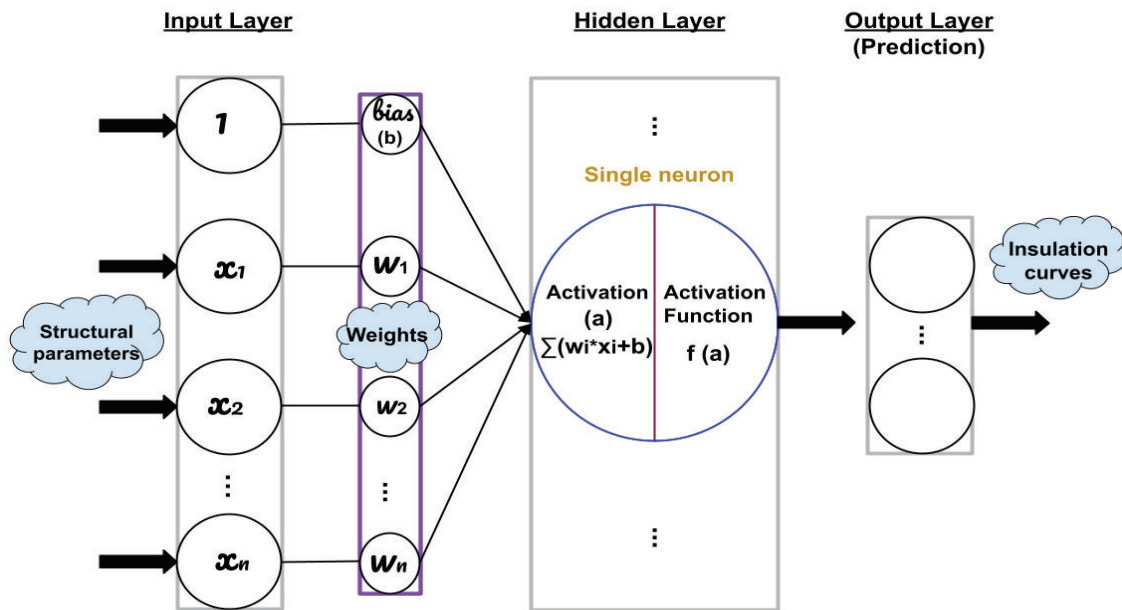 Input Layer
Hidden Layer
Output Layer
(Prediction)
1
bias
(b)
x1
w1
Structural
parameters
Weights
x2
w2
...
...
xn
wn
...
Single neuron
Activation
(a)
∑(wi*xi+b)
Activation
Function
f (a)
...
...
Insulation
curves